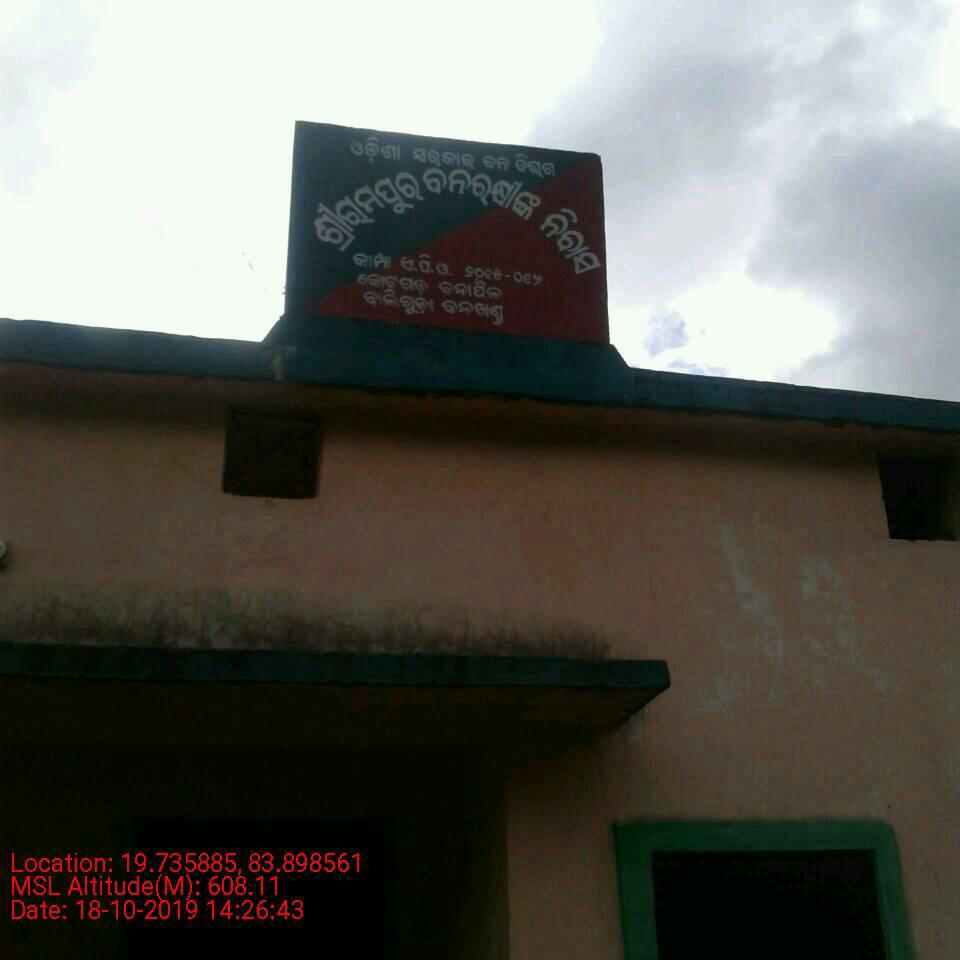 ଓଡ଼ିଶା ସରକାର ବନ ବିଭାଗ
ଶ୍ରୀରାମପୁର ବନରକ୍ଷୀଙ୍କ ନିବାସ
କାମ୍ପା ଏ.ପି.ଓ.
କୋଟଗଡ଼ ବନାଞ୍ଚଳ
ବାଲିଗୁଡ଼ା ବନଖଣ୍ଡ
Location: 19.735885, 83.898561
MSL Altitude(M): 608.11
Date: 18-10-2019 14:26:43